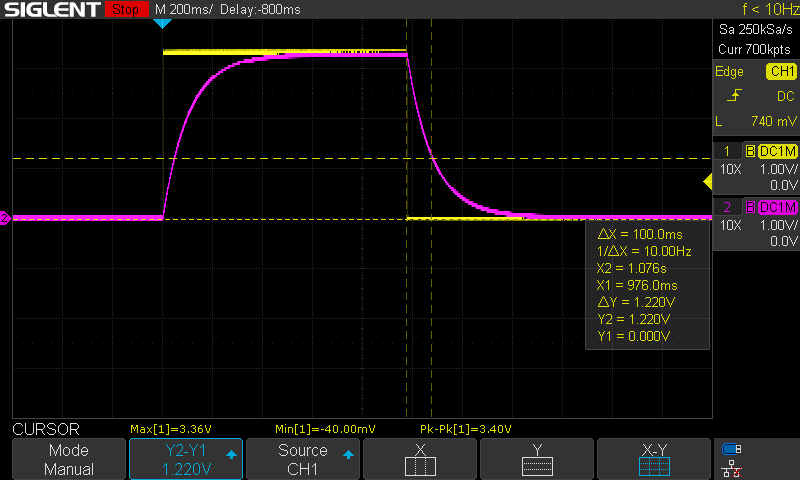 SIGLENT Stop M 200ms/ Delay:-800ms f < 10Hz
Sa 250kSa/s
Curr 700kpts
Edge CH1
DC
L 740 mV
1 B DC1M
10X 1.00V/
0.0V
2 B DC1M
10X 1.00V/
0.0V
2
ΔX = 100.0ms
1/ΔX = 10.00Hz
X2 = 1.076s
X1 = 976.0ms
ΔY = 1.220V
Y2 = 1.220V
Y1 = 0.000V
CURSOR Max[1]=3.36V Min[1]=-40.00mV Pk-Pk[1]=3.40V
Mode Y2-Y1 Source X Y X-Y
Manual 1.220V CH1